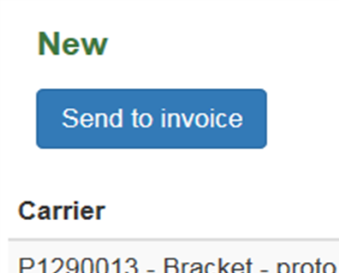 New
Send to invoice
Carrier
P1290013 - Bracket - proto